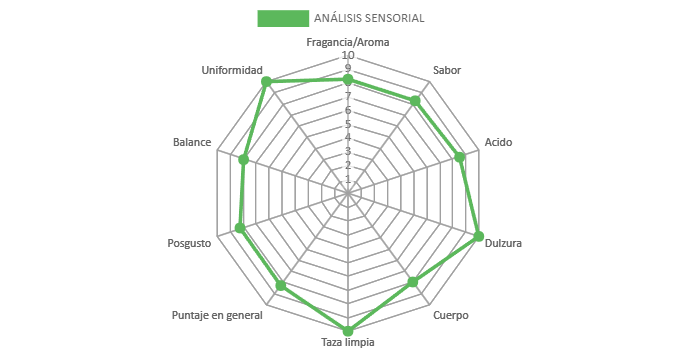 ANÁLISIS SENSORIAL
Fragancia/Aroma
10
9
7
6
5
4
3
2
1
Sabor
Acido
Dulzura
Cuerpo
Taza limpia
Puntaje en general
Posgusto
Balance
Uniformidad